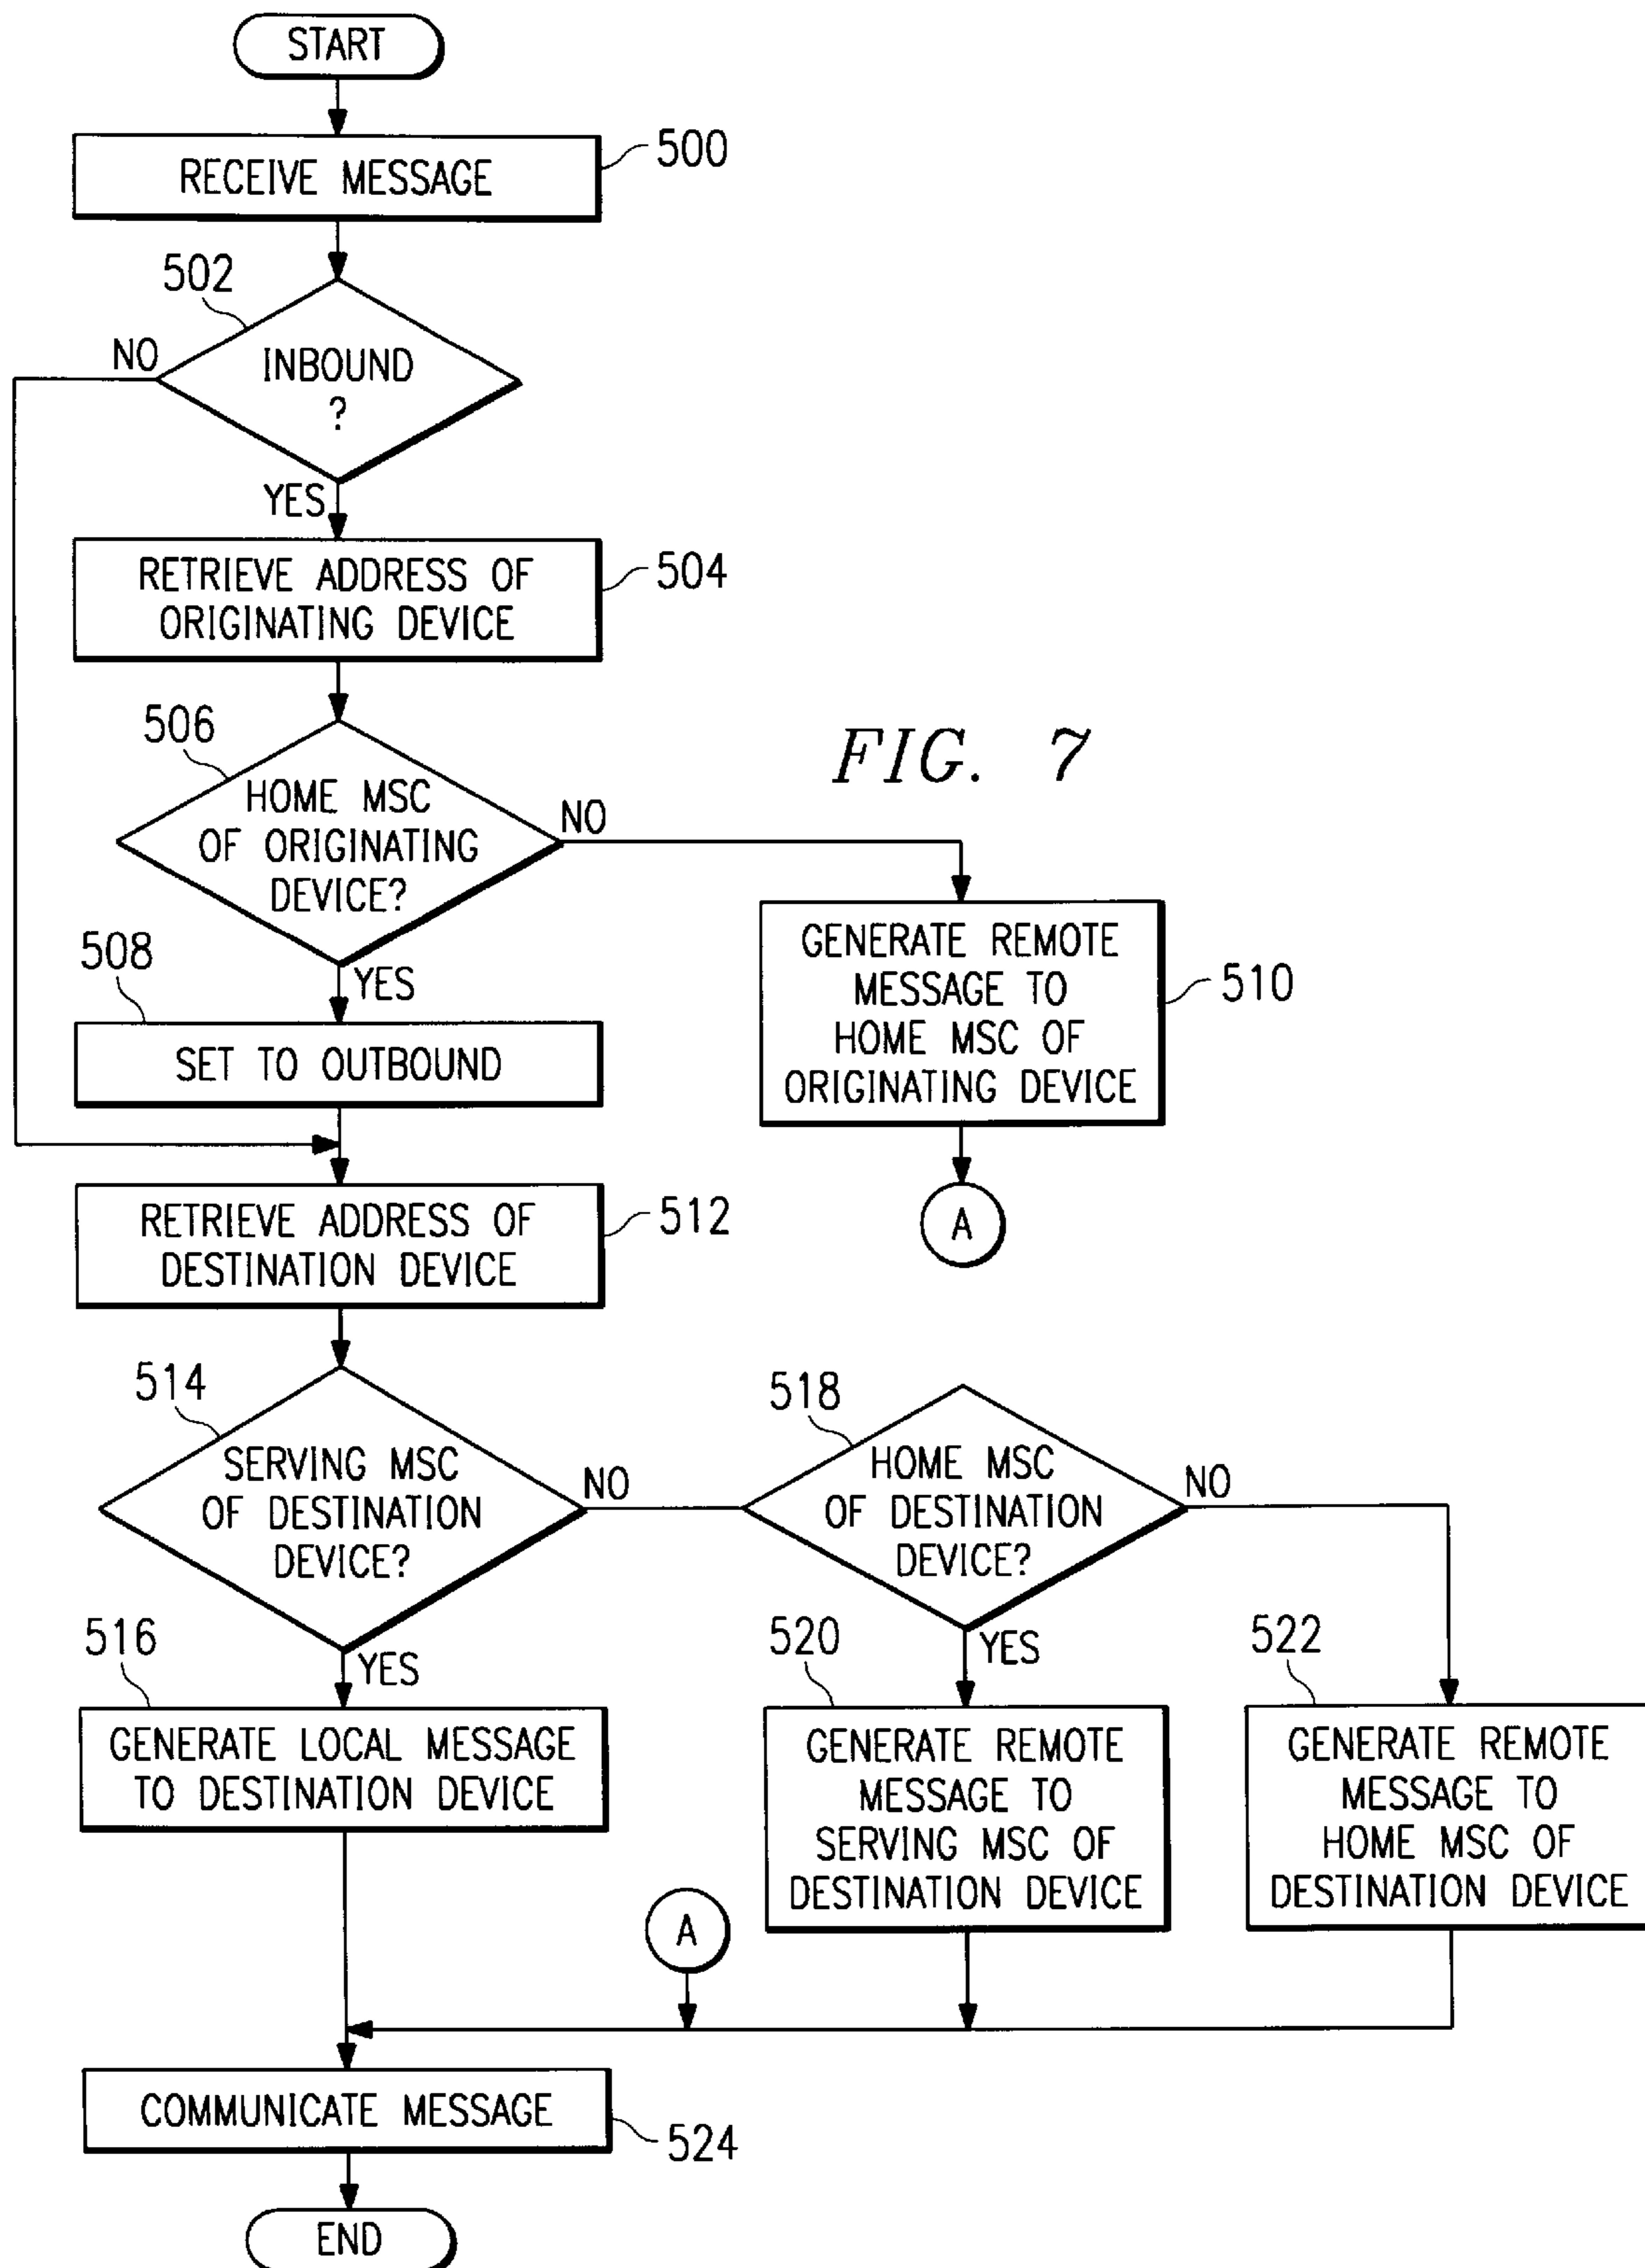 START
RECEIVE MESSAGE
500
502
NO
INBOUND
?
YES
RETRIEVE ADDRESS OF
ORIGINATING DEVICE
504
506
HOME MSC
OF ORIGINATING
DEVICE?
NO
FIG. 7
YES
508
SET TO OUTBOUND
GENERATE REMOTE
MESSAGE TO
HOME MSC OF
ORIGINATING DEVICE
510
A
RETRIEVE ADDRESS OF
DESTINATION DEVICE
512
514
SERVING MSC
OF DESTINATION
DEVICE?
NO
YES
518
HOME MSC
OF DESTINATION
DEVICE?
NO
YES
516
GENERATE LOCAL MESSAGE
TO DESTINATION DEVICE
520
GENERATE REMOTE
MESSAGE TO
SERVING MSC OF
DESTINATION DEVICE
522
GENERATE REMOTE
MESSAGE TO
HOME MSC OF
DESTINATION DEVICE
A
COMMUNICATE MESSAGE
524
END